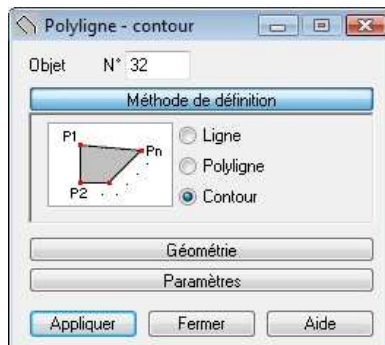 Polyligne - contour
Objet N° 32
Méthode de définition
P1
Pn
P2
Ligne
Polyligne
Contour
Géométrie
Paramètres
Appliquer Fermer Aide